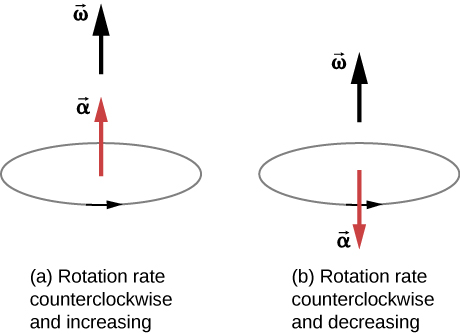 ω⃗
α⃗
(a) Rotation rate
counterclockwise
and increasing
ω⃗
α⃗
(b) Rotation rate
counterclockwise
and decreasing